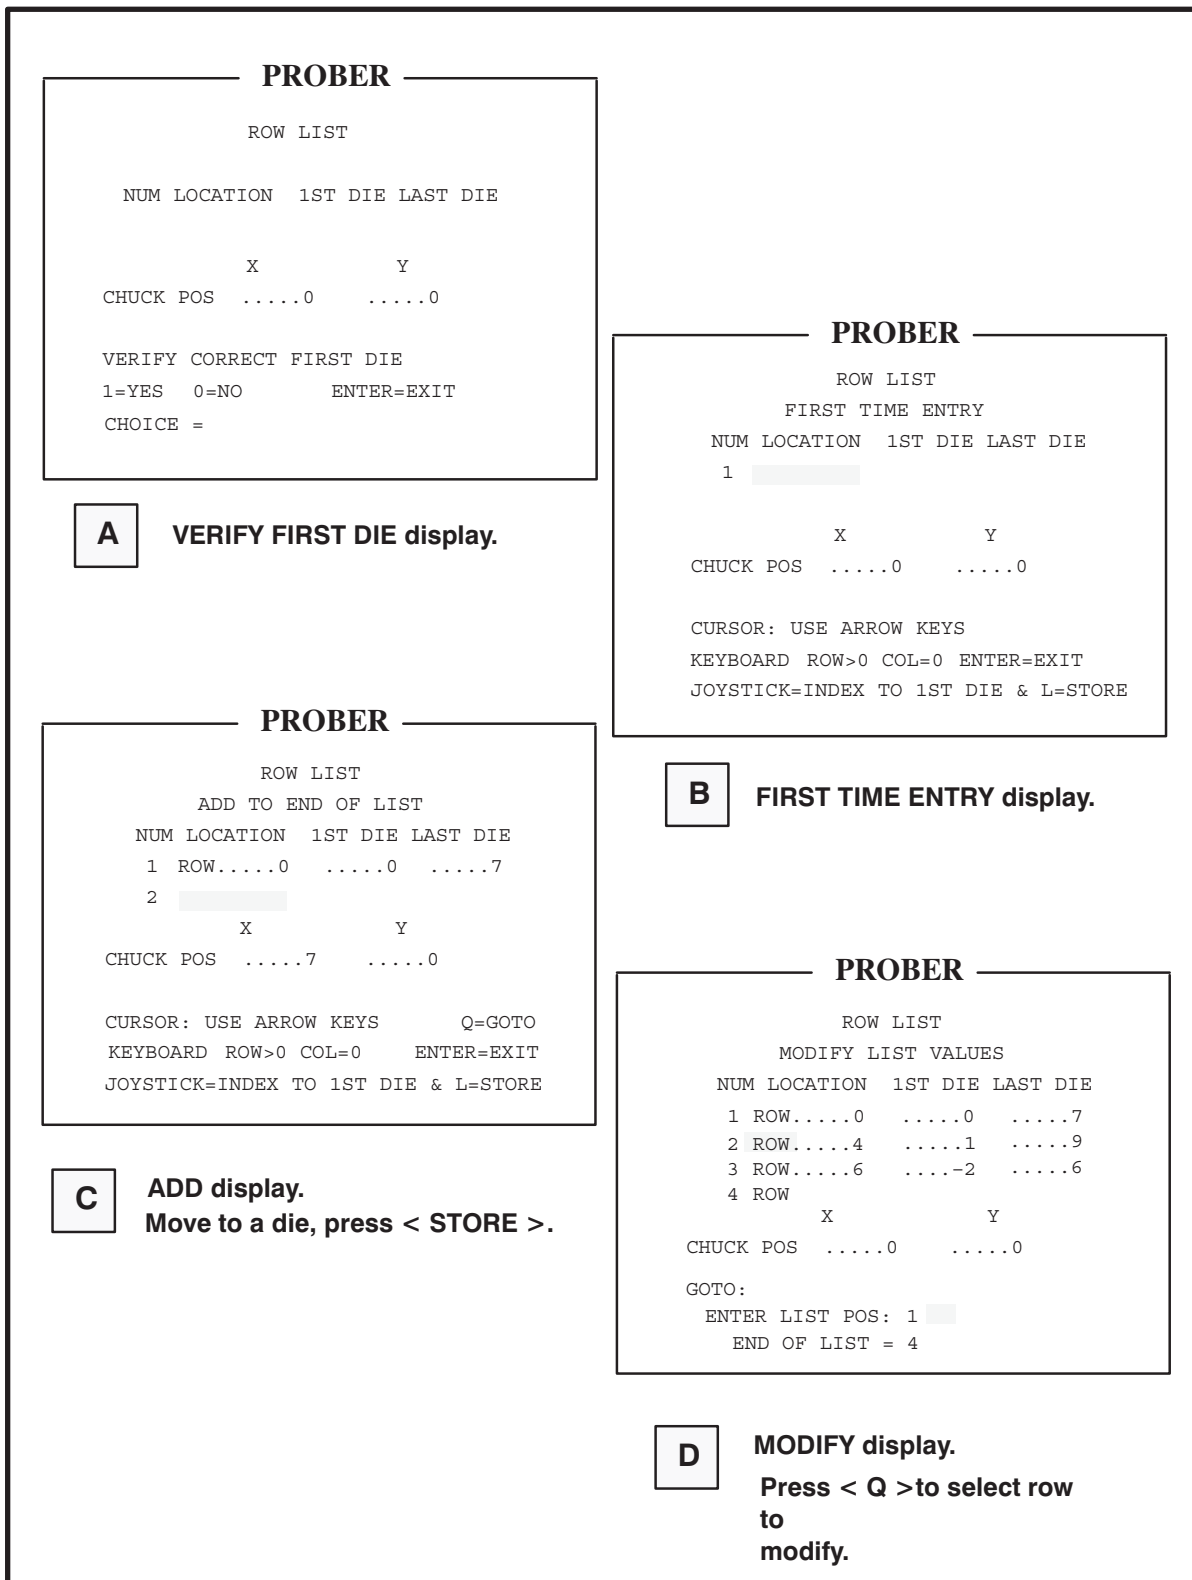 PROBER
ROW LIST
NUM LOCATION 1ST DIE LAST DIE
X Y
CHUCK POS .....0 .....0
VERIFY CORRECT FIRST DIE
1=YES 0=NO ENTER=EXIT
CHOICE =
A VERIFY FIRST DIE display.
PROBER
ROW LIST
FIRST TIME ENTRY
NUM LOCATION 1ST DIE LAST DIE
1
X Y
CHUCK POS .....0 .....0
CURSOR: USE ARROW KEYS
KEYBOARD ROW>0 COL=0 ENTER=EXIT
JOYSTICK=INDEX TO 1ST DIE & L=STORE
B FIRST TIME ENTRY display.
PROBER
ROW LIST
ADD TO END OF LIST
NUM LOCATION 1ST DIE LAST DIE
1 ROW.....0 .....0 .....7
2
X Y
CHUCK POS .....7 .....0
CURSOR: USE ARROW KEYS Q=GOTO
KEYBOARD ROW>0 COL=0 ENTER=EXIT
JOYSTICK=INDEX TO 1ST DIE & L=STORE
C ADD display.
Move to a die, press < STORE >.
PROBER
ROW LIST
MODIFY LIST VALUES
NUM LOCATION 1ST DIE LAST DIE
1 ROW.....0 .....0 .....7
2 ROW.....4 .....1 .....9
3 ROW.....6 ....-2 .....6
4 ROW
X Y
CHUCK POS .....0 .....0
GOTO:
ENTER LIST POS: 1
END OF LIST = 4
D MODIFY display.
Press < Q >to select row
to
modify.